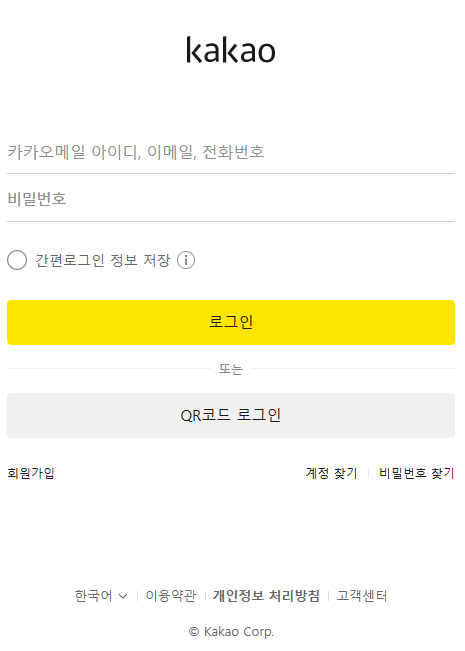 kakao
카카오메일 아이디, 이메일, 전화번호
비밀번호
간편로그인 정보 저장
로그인
또는
QR코드 로그인
회원가입 계정 찾기 비밀번호 찾기
한국어 이용약관 개인정보 처리방침 고객센터
© Kakao Corp.